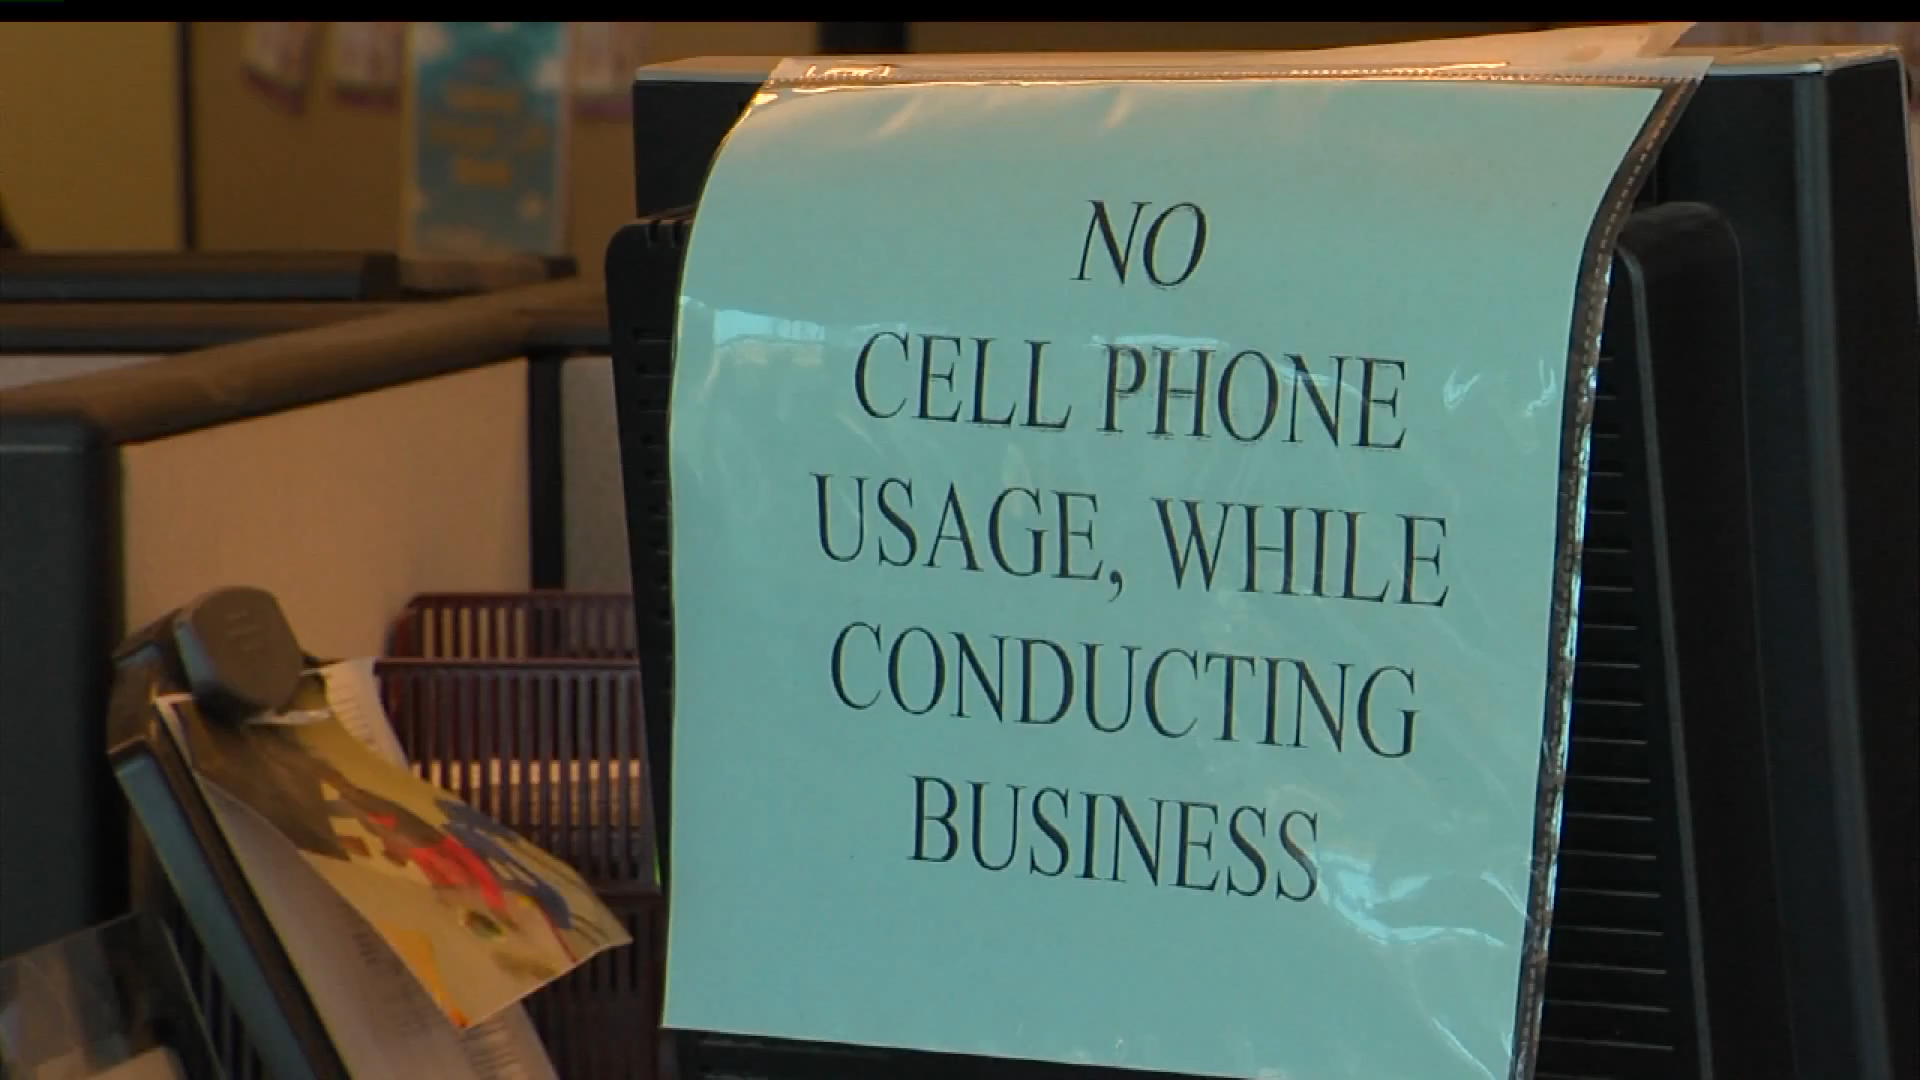 NO
CELL PHONE
USAGE, WHILE
CONDUCTING
BUSINESS